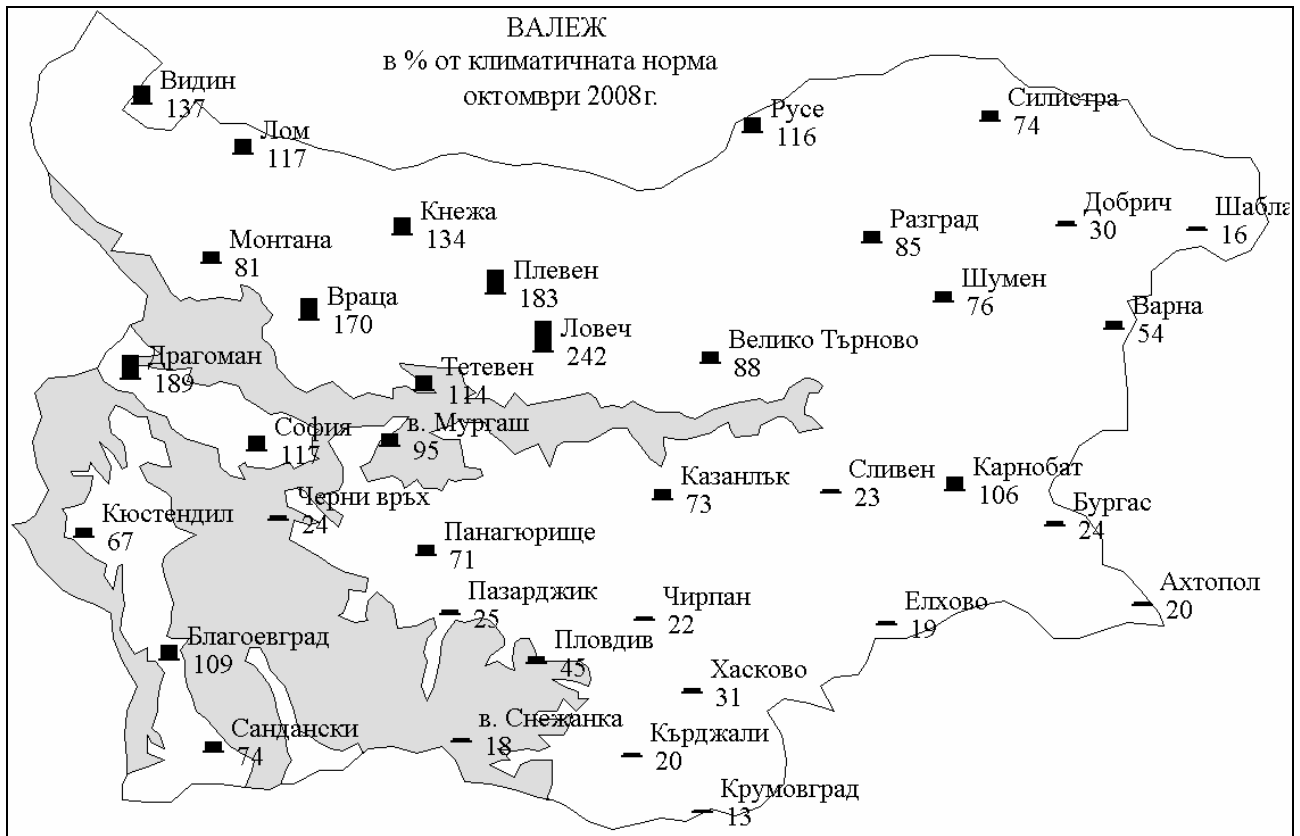 ВАЛЕЖ
в % от климатичната норма
октомври 2008г.
Видин
137
Лом
117
Русе
116
Силистра
74
Кнежа
134
Монтана
81
Разград
85
Добрич
30
Шабла
16
Плевен
183
Враца
170
Шумен
76
Варна
54
Ловеч
242
Велико Търново
88
Драгоман
189
Тетевен
114
София
117
в. Мургаш
95
Казанлък
73
Сливен
23
Карнобат
106
Черни връх
24
Кюстендил
67
Бургас
24
Панагюрище
71
Пазарджик
25
Чирпан
22
Елхово
19
Ахтопол
20
Благоевград
109
Пловдив
45
Хасково
31
Сандански
74
в. Снежанка
18
Кърджали
20
Крумовград
13